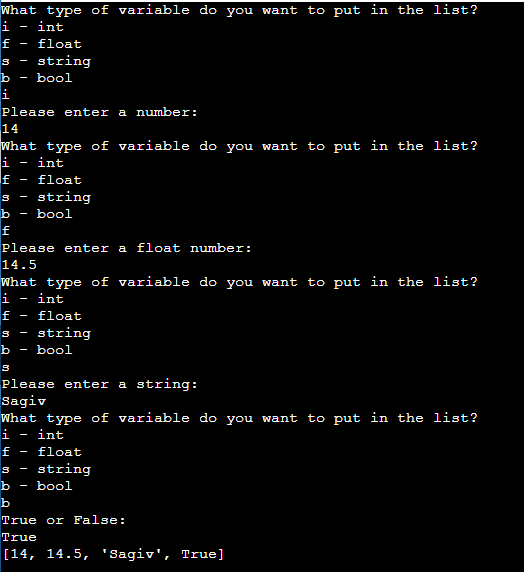 What type of variable do you want to put in the list?
i - int
f - float
s - string
b - bool
i
Please enter a number:
14
What type of variable do you want to put in the list?
i - int
f - float
s - string
b - bool
f
Please enter a float number:
14.5
What type of variable do you want to put in the list?
i - int
f - float
s - string
b - bool
s
Please enter a string:
Sagiv
What type of variable do you want to put in the list?
i - int
f - float
s - string
b - bool
b
True or False:
True
[14, 14.5, 'Sagiv', True]